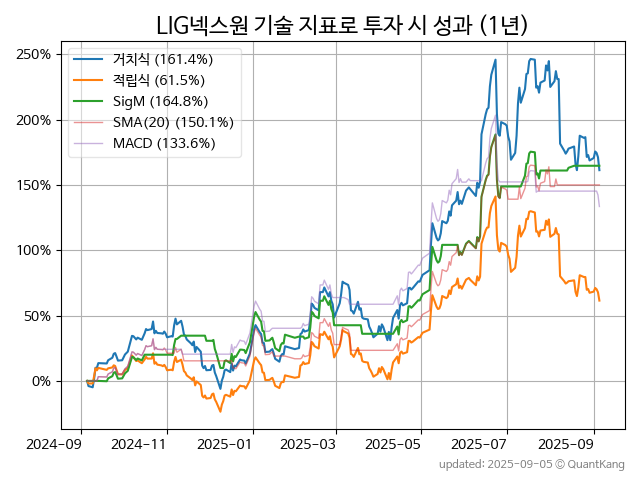 LIG넥스원 기술 지표로 투자 시 성과 (1년)
거치식 (161.4%)
적립식 (61.5%)
SigM (164.8%)
SMA(20) (150.1%)
MACD (133.6%)
250%
200%
150%
100%
50%
0%
2024-09 2024-11 2025-01 2025-03 2025-05 2025-07 2025-09
updated: 2025-09-05 © QuantKang